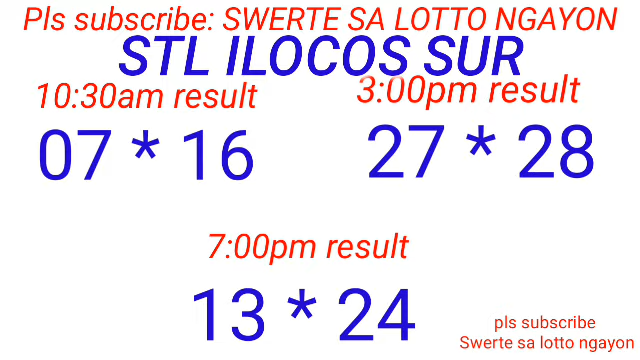 Pls subscribe: SWERTE SA LOTTO NGAYON
STL ILOCOS SUR
10:30am result
07 * 16
3:00pm result
27 * 28
7:00pm result
13 * 24
pls subscribe
Swerte sa lotto ngayon